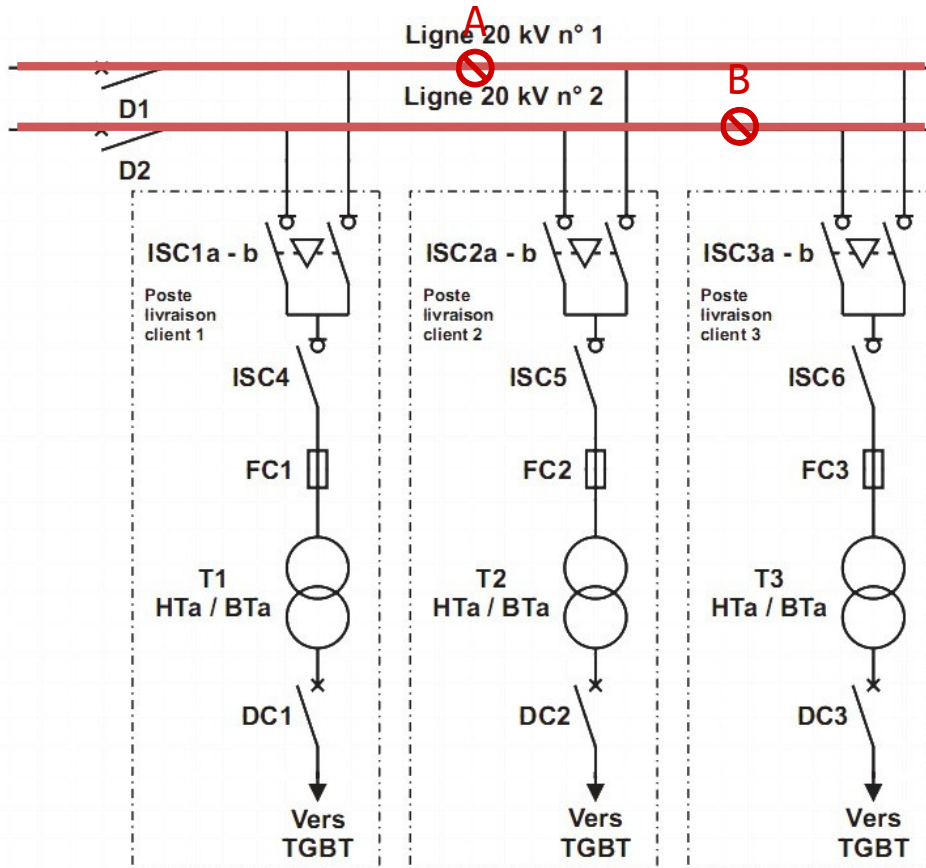 A
Ligne 20 kV n° 1
B
Ligne 20 kV n° 2
D1
D2
ISC1a - b
ISC2a - b
ISC3a - b
Poste
livraison
client 1
Poste
livraison
client 2
Poste
livraison
client 3
ISC4
ISC5
ISC6
FC1
FC2
FC3
T1
HTa / BTa
T2
HTa / BTa
T3
HTa / BTa
DC1
DC2
DC3
Vers
TGBT
Vers
TGBT
Vers
TGBT